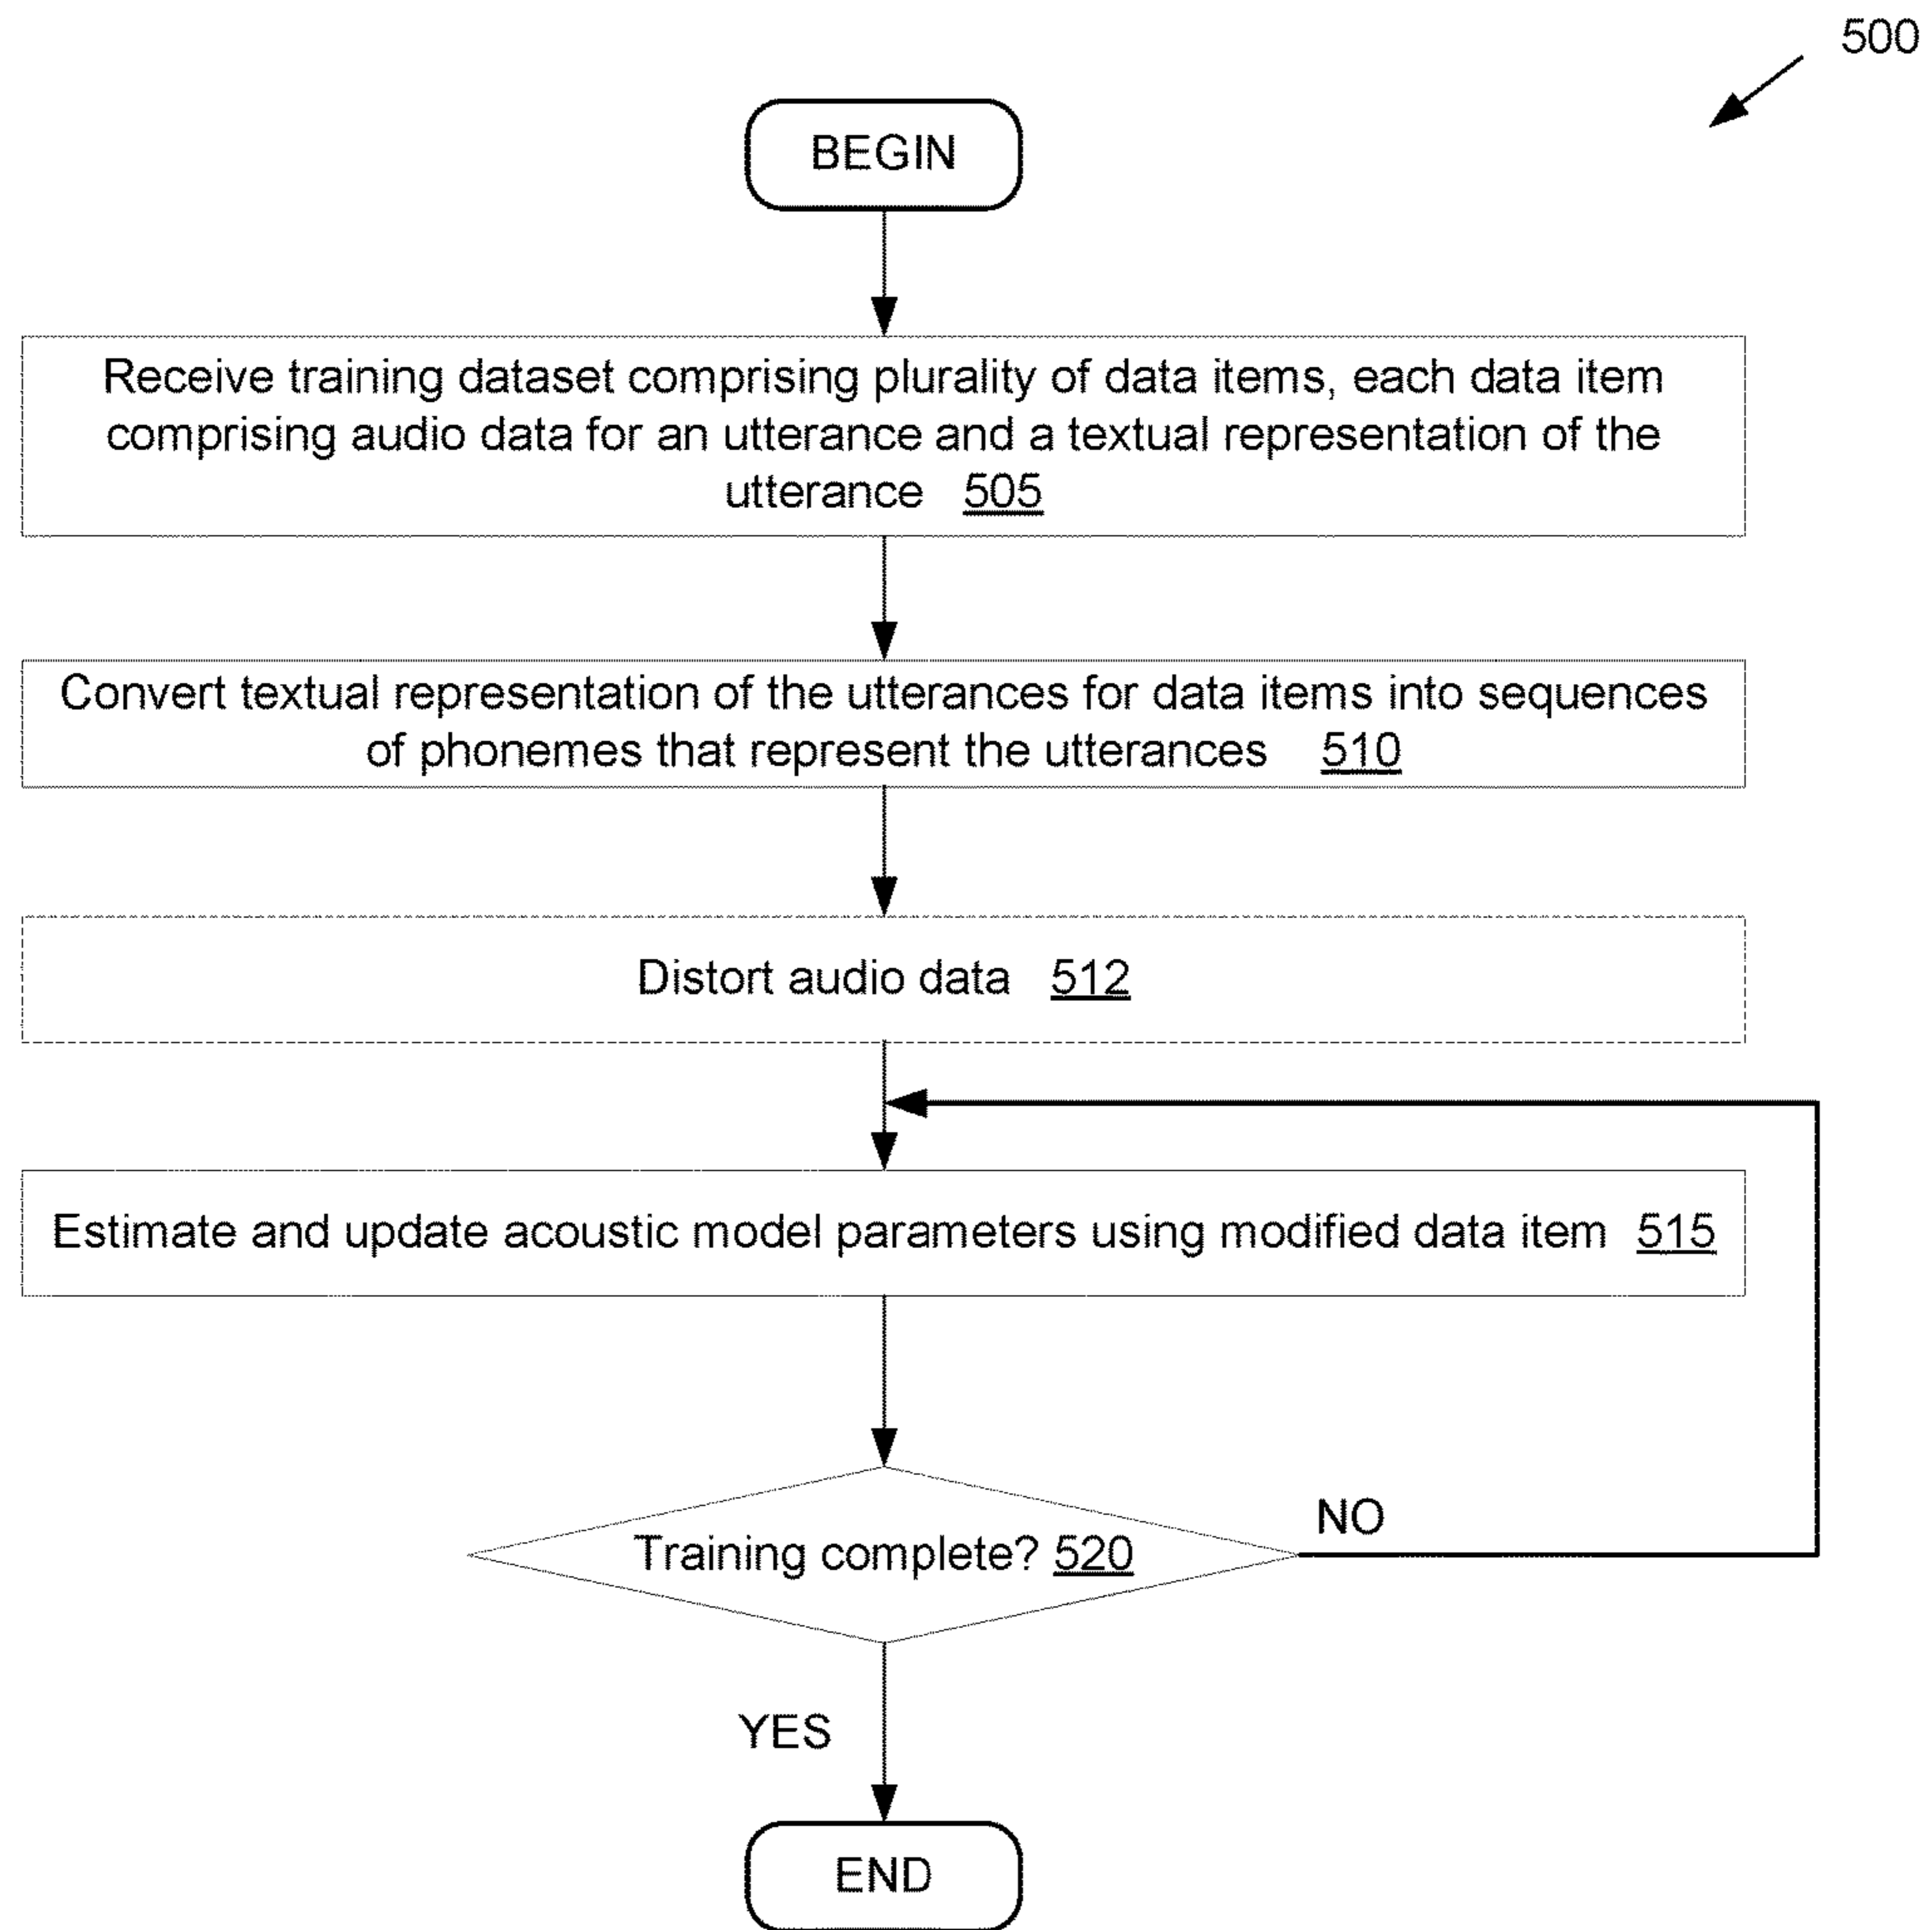 500
BEGIN
Receive training dataset comprising plurality of data items, each data item
comprising audio data for an utterance and a textual representation of the
utterance 505
Convert textual representation of the utterances for data items into sequences
of phonemes that represent the utterances 510
Distort audio data 512
Estimate and update acoustic model parameters using modified data item 515
Training complete? 520
NO
YES
END